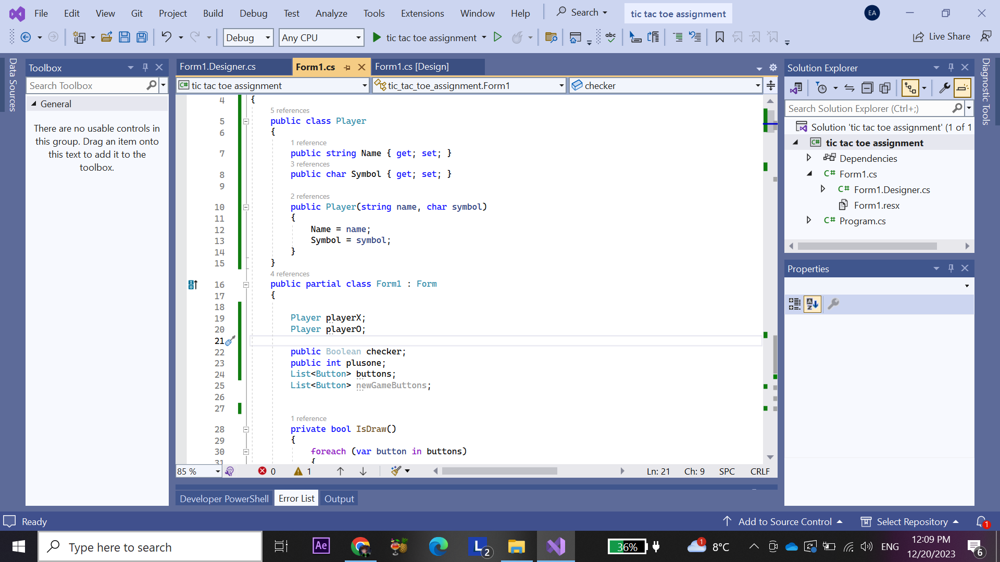 File Edit View Git Project Build Debug Test Analyze Tools Extensions Window Help Search tic tac toe assignment EA
Debug Any CPU tic tac toe assignment abc Live Share
Data Sources
Toolbox
Search Toolbox
General
There are no usable controls in
this group. Drag an item onto
this text to add it to the
toolbox.
Form1.Designer.cs Form1.cs Form1.cs [Design]
C# tic tac toe assignment tic_tac_toe_assignment.Form1 checker
4 {
5 references
5 public class Player
6 {
1 reference
7 public string Name { get; set; }
3 references
8 public char Symbol { get; set; }
9
2 references
10 public Player(string name, char symbol)
11 {
12 Name = name;
13 Symbol = symbol;
14 }
15 }
4 references
16 public partial class Form1 : Form
17 {
18
19 Player playerX;
20 Player playerO;
21
22 public Boolean checker;
23 public int plusone;
24 List<Button> buttons;
25 List<Button> newGameButtons;
26
27
1 reference
28 private bool IsDraw()
29 {
30 foreach (var button in buttons)
31 {
85 % 0 1 Ln: 21 Ch: 9 SPC CRLF
Developer PowerShell Error List Output
Solution Explorer
Search Solution Explorer (Ctrl+;)
Solution 'tic tac toe assignment' (1 of 1
C# tic tac toe assignment
Dependencies
C# Form1.cs
C# Form1.Designer.cs
Form1.resx
C# Program.cs
Properties
Diagnostic Tools
Ready Add to Source Control Select Repository 1
Type here to search Ae L 2 36% 1 8°C ENG 12:09 PM
12/20/2023 6